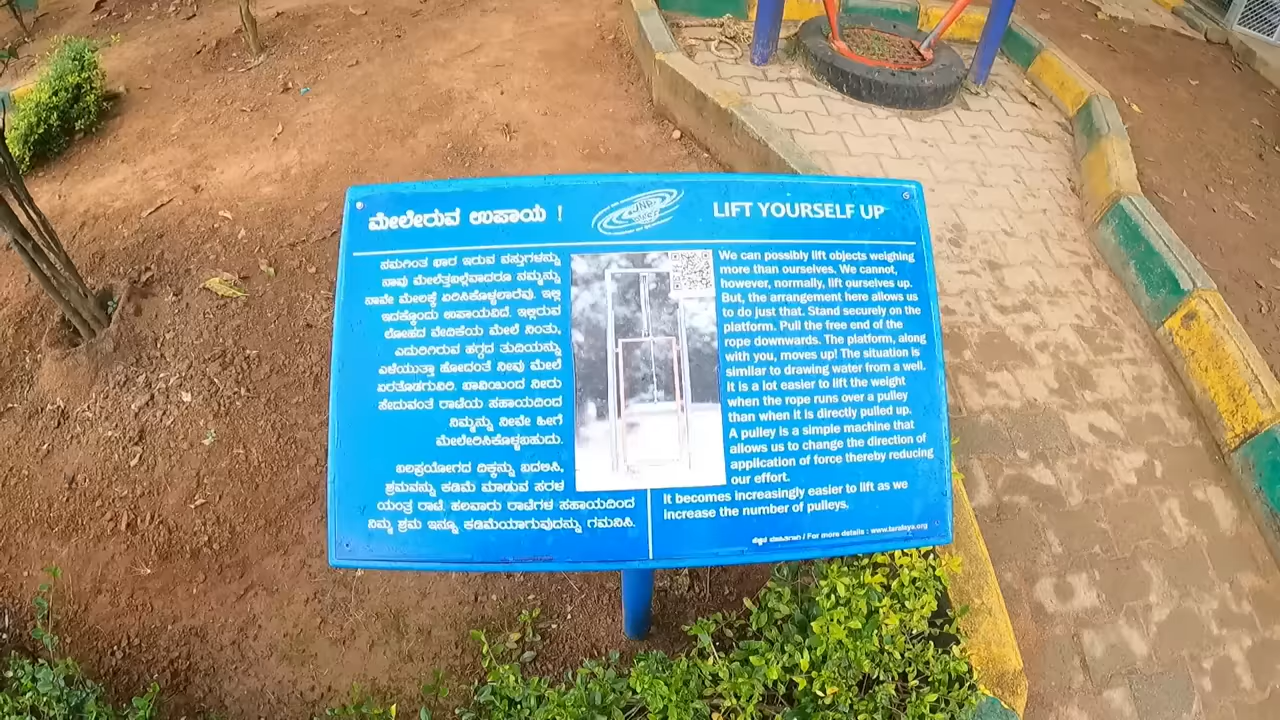 ಮೇಲೇರುವ ಉಪಾಯ !
LIFT YOURSELF UP
ನಮಗಿಂತ ಭಾರ ಇರುವ ವಸ್ತುಗಳನ್ನು
ನಾವು ಮೇಲೆತ್ತಬಲ್ಲೆವಾದರೂ ನಮ್ಮನ್ನು
ನಾವೇ ಮೇಲಕ್ಕೆ ಏರಿಸಿಕೊಳ್ಳಲಾರೆವು. ಇಲ್ಲಿ
ಇದಕ್ಕೊಂದು ಉಪಾಯವಿದೆ. ಇಲ್ಲಿರುವ
ಲೋಹದ ವೇದಿಕೆಯ ಮೇಲೆ ನಿಂತು,
ಎದುರಿಗಿರುವ ಹಗ್ಗದ ತುದಿಯನ್ನು
ಎಳೆಯುತ್ತಾ ಹೋದಂತೆ ನೀವು ಮೇಲೆ
ಏರತೊಡಗುವಿರಿ. ಬಾವಿಯಿಂದ ನೀರು
ಸೇದುವಂತೆ ರಾಟೆಯ ಸಹಾಯದಿಂದ
ನಿಮ್ಮನ್ನು ನೀವೇ ಹೀಗೆ
ಮೇಲೇರಿಸಿಕೊಳ್ಳಬಹುದು.
ಬಲಪ್ರಯೋಗದ ದಿಕ್ಕನ್ನು ಬದಲಿಸಿ,
ಶ್ರಮವನ್ನು ಕಡಿಮೆ ಮಾಡುವ ಸರಳ
ಯಂತ್ರ ರಾಟೆ. ಹಲವಾರು ರಾಟೆಗಳ ಸಹಾಯದಿಂದ
ನಿಮ್ಮ ಶ್ರಮ ಇನ್ನೂ ಕಡಿಮೆಯಾಗುವುದನ್ನು ಗಮನಿಸಿ.
We can possibly lift objects weighing
more than ourselves. We cannot,
however, normally, lift ourselves up.
But, the arrangement here allows us
to do just that. Stand securely on the
platform. Pull the free end of the
rope downwards. The platform, along
with you, moves up! The situation is
similar to drawing water from a well.
It is a lot easier to lift the weight
when the rope runs over a pulley
than when it is directly pulled up.
A pulley is a simple machine that
allows us to change the direction of
application of force thereby reducing
our effort.
It becomes increasingly easier to lift as we
increase the number of pulleys.
ಹೆಚ್ಚಿನ ಮಾಹಿತಿಗಾಗಿ / For more details : www.taralaya.org